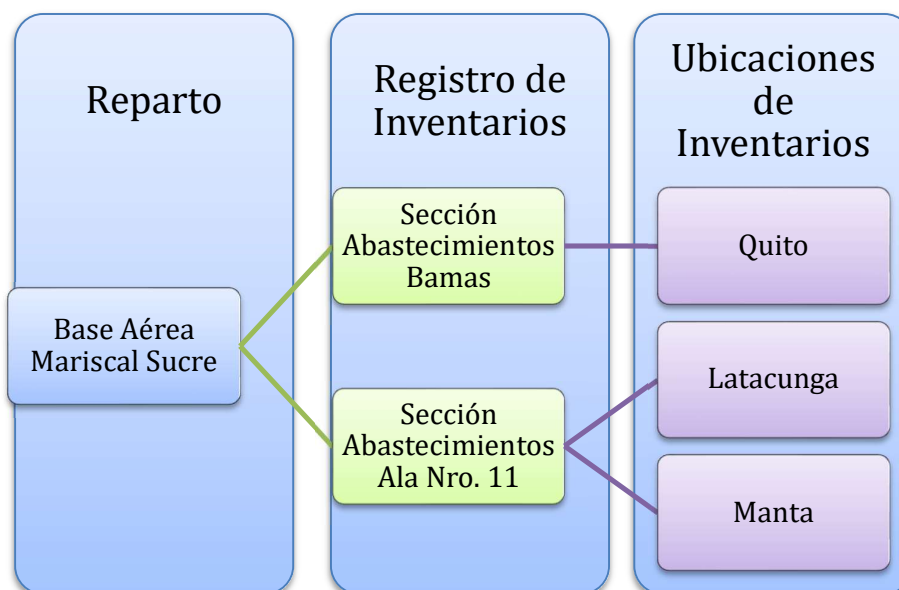 Reparto
Registro de
Inventarios
Ubicaciones
de
Inventarios
Base Aérea
Mariscal Sucre
Sección
Abastecimientos
Bamas
Sección
Abastecimientos
Ala Nro. 11
Quito
Latacunga
Manta